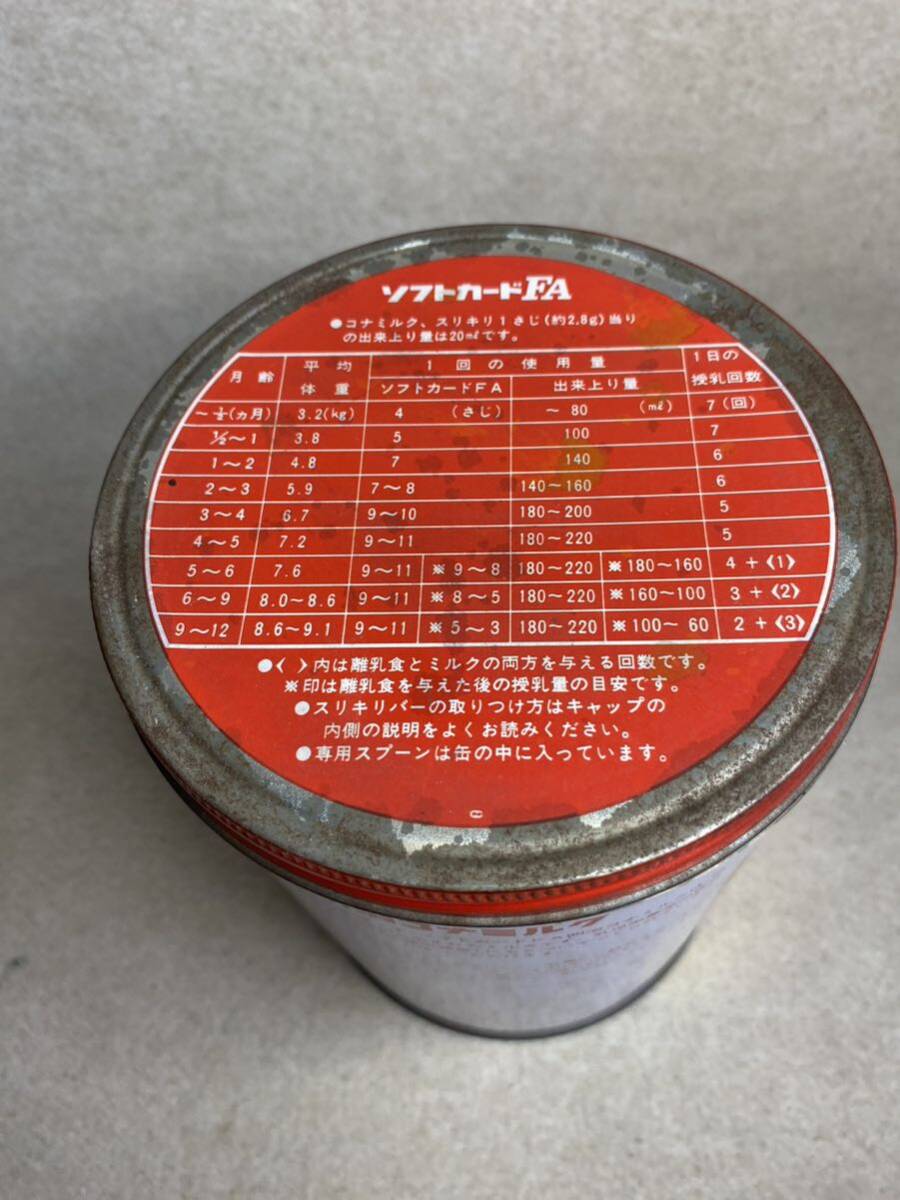 ソフトカードFA
●コナミルク、スリキリ1さじ(約2.8g)当り
の出来上り量は20㎖です。
月齢 平均体重 1回の使用量 1日の授乳回数
ソフトカードFA 出来上り量
～½(ヵ月) 3.2(kg) 4 (さじ) ～80 (㎖) 7(回)
½～1 3.8 5 100 7
1～2 4.8 7 140 6
2～3 5.9 7～8 140～160 6
3～4 6.7 9～10 180～200 5
4～5 7.2 9～11 180～220 5
5～6 7.6 9～11 ※9～8 180～220 ※180～160 4+〈1〉
6～9 8.0～8.6 9～11 ※8～5 180～220 ※160～100 3+〈2〉
9～12 8.6～9.1 9～11 ※5～3 180～220 ※100～60 2+〈3〉
●〈 〉内は離乳食とミルクの両方を与える回数です。
※印は離乳食を与えた後の授乳量の目安です。
●スリキリバーの取りつけ方はキャップの
内側の説明をよくお読みください。
●専用スプーンは缶の中に入っています。
コナミルク